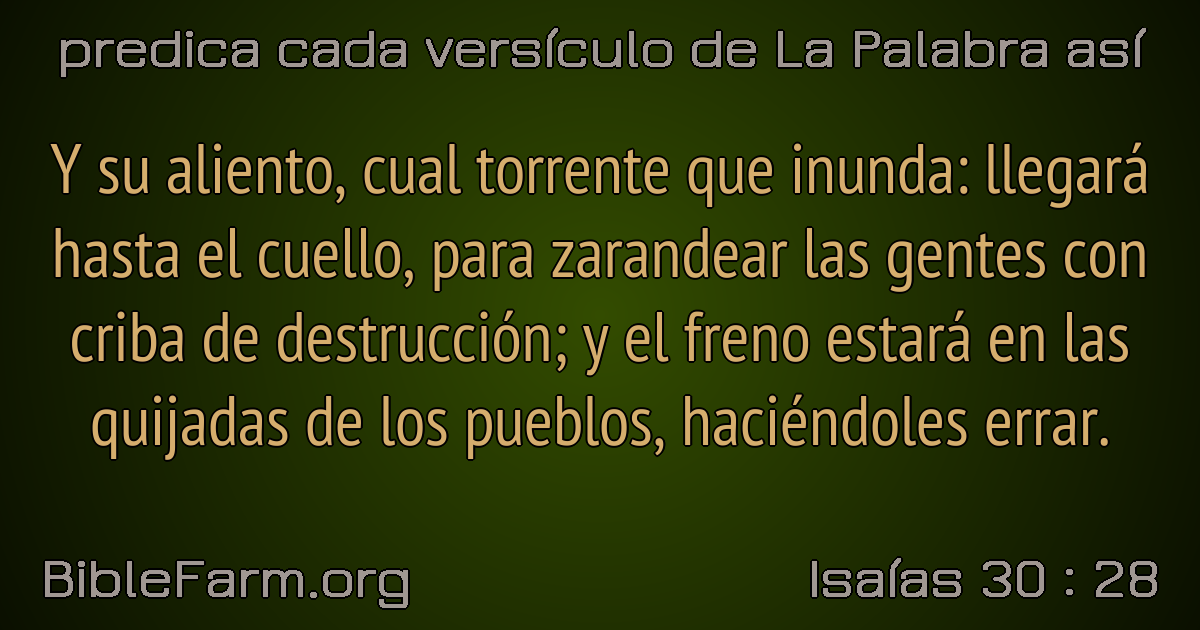 predica cada versículo de La Palabra así
Y su aliento, cual torrente que inunda: llegará
hasta el cuello, para zarandear las gentes con
criba de destrucción; y el freno estará en las
quijadas de los pueblos, haciéndoles errar.
BibleFarm.org
Isaías 30 : 28